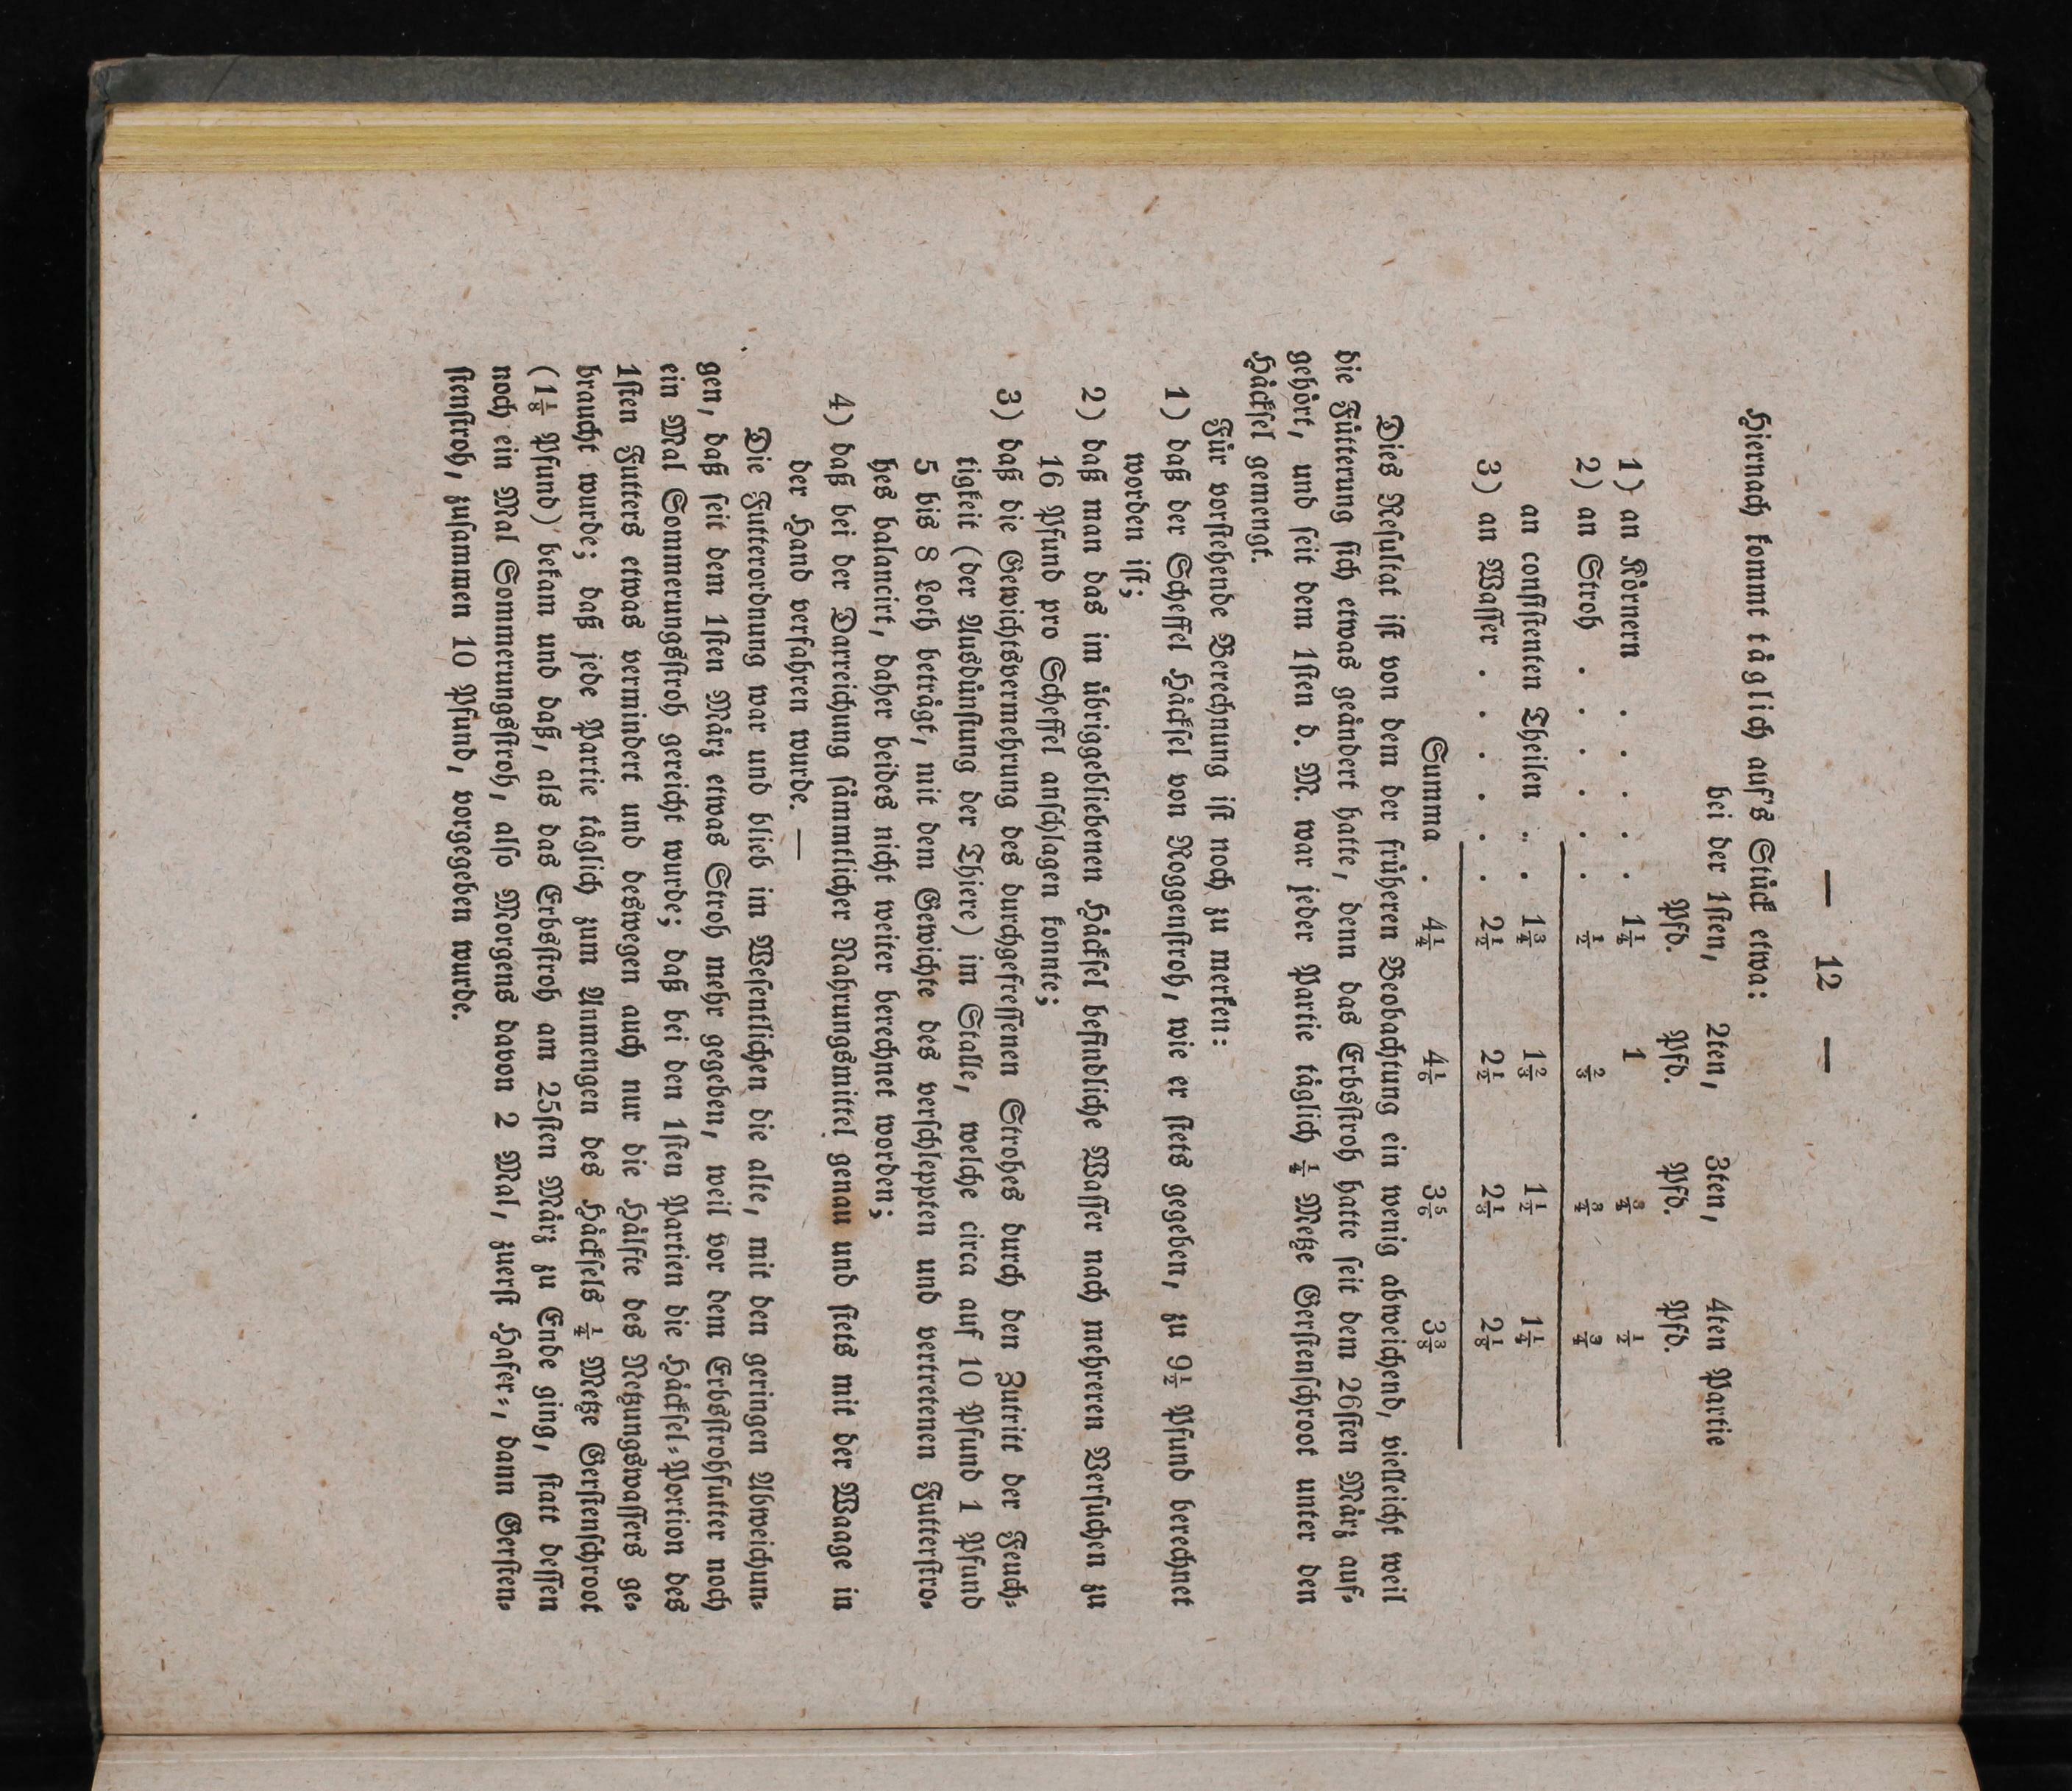 — 12 —
Hiernach kommt täglich auf's Stück etwa:
bei der 1ſten, 2ten, 3ten, 4ten Partie
Pfd. Pfd. Pfd. Pfd.
1) an Körnern . . . . . 1¼ 1 ¾ ½
2) an Stroh . . . . . . ½ ⅔ ¾ ¾
an conſiſtenten Theilen . . 1¾ 1⅔ 1½ 1¼
3) an Waſſer . . . . . . 2½ 2½ 2⅓ 2⅛
Summa . 4¼ 4⅙ 3⅚ 3⅜
Dies Reſultat iſt von dem der früheren Beobachtung ein wenig abweichend, vielleicht weil
die Fütterung ſich etwas geändert hatte, denn das Erbsſtroh hatte ſeit dem 26ſten März auf-
gehört, und ſeit dem 1ſten d. M. war jeder Partie täglich ¼ Metze Gerſtenſchroot unter den
Häckſel gemengt.
Für vorſtehende Berechnung iſt noch zu merken:
1) daß der Scheffel Häckſel von Roggenſtroh, wie er ſtets gegeben, zu 9½ Pfund berechnet
worden iſt;
2) daß man das im übriggebliebenen Häckſel befindliche Waſſer nach mehreren Verſuchen zu
16 Pfund pro Scheffel anſchlagen konnte;
3) daß die Gewichtsvermehrung des durchgefreſſenen Strohes durch den Zutritt der Feuch-
tigkeit (der Ausdünſtung der Thiere) im Stalle, welche circa auf 10 Pfund 1 Pfund
5 bis 8 Loth beträgt, mit dem Gewichte des verſchleppten und vertretenen Futterſtro-
hes balancirt, daher beides nicht weiter berechnet worden;
4) daß bei der Darreichung ſämmtlicher Nahrungsmittel genau und ſtets mit der Waage in
der Hand verfahren wurde. —
Die Futterordnung war und blieb im Weſentlichen die alte, mit den geringen Abweichun-
gen, daß ſeit dem 1ſten März etwas Stroh mehr gegeben, weil vor dem Erbsſtrohfutter noch
ein Mal Sommerungsſtroh gereicht wurde; daß bei den 1ſten Partien die Häckſel-Portion des
1ſten Futters etwas vermindert und deswegen auch nur die Hälfte des Netzungswaſſers ge-
braucht wurde; daß jede Partie täglich zum Anmengen des Häckſels ¼ Metze Gerſtenſchroot
(1⅛ Pfund) bekam und daß, als das Erbsſtroh am 25ſten März zu Ende ging, ſtatt deſſen
noch ein Mal Sommerungsſtroh, alſo Morgens davon 2 Mal, zuerſt Hafer-, dann Gerſten-
ſtenſtroh, zuſammen 10 Pfund, vorgegeben wurde.